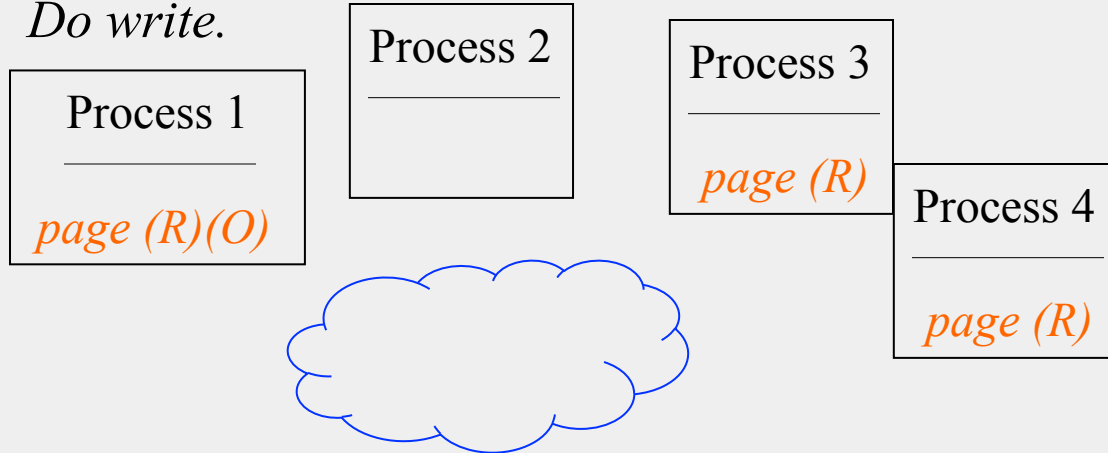 Do write.
Process 1
page (R)(O)
Process 2
Process 3
page (R)
Process 4
page (R)